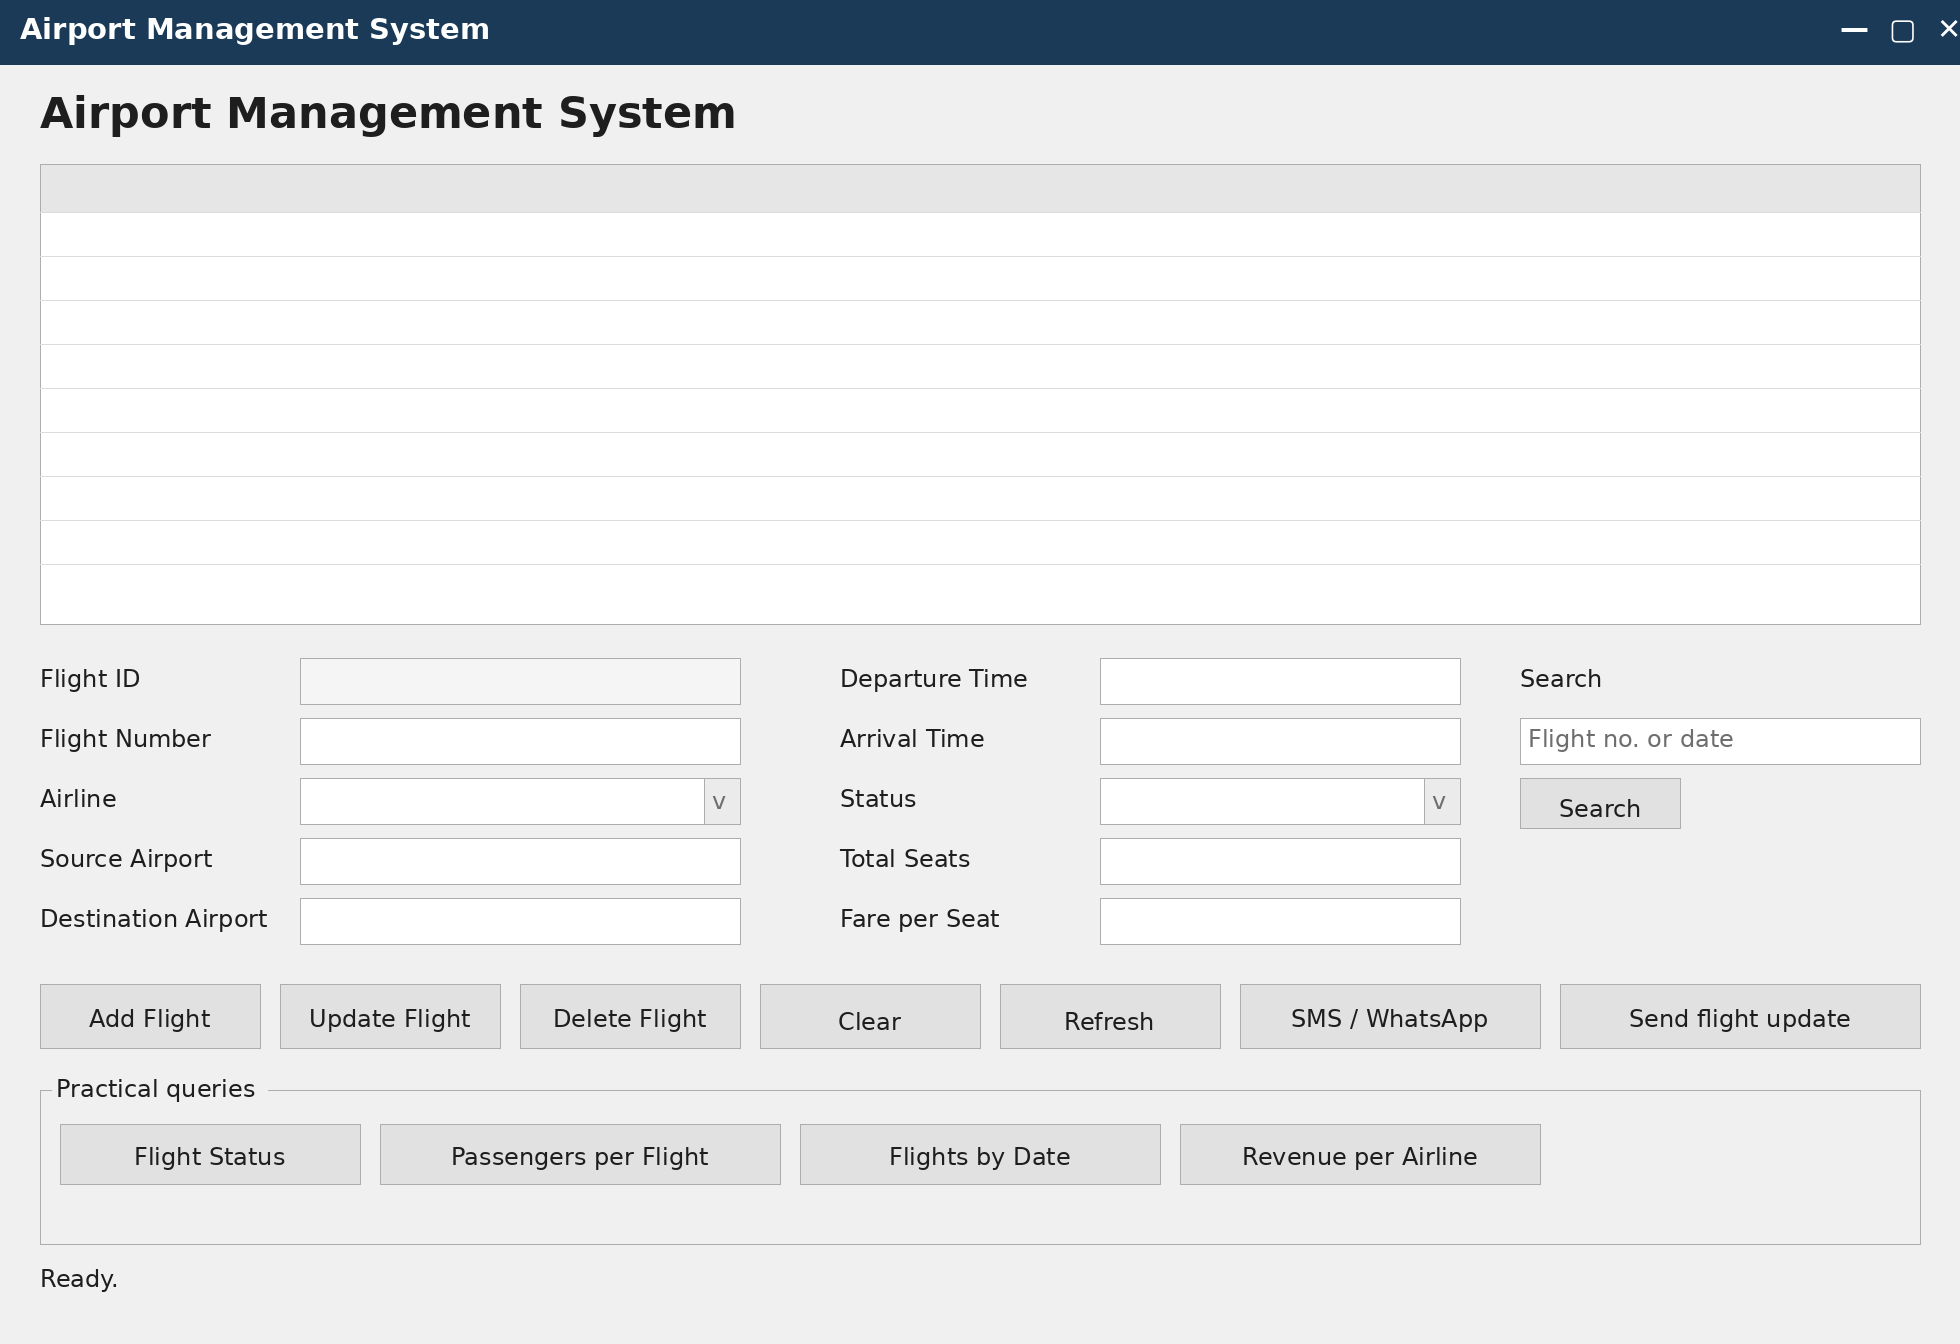 Airport Management System
Airport Management System
Flight ID
Departure Time
Search
Flight Number
Arrival Time
Flight no. or date
Airline
v
Status
v
Search
Source Airport
Total Seats
Destination Airport
Fare per Seat
Add Flight
Update Flight
Delete Flight
Clear
Refresh
SMS / WhatsApp
Send flight update
Practical queries
Flight Status
Passengers per Flight
Flights by Date
Revenue per Airline
Ready.